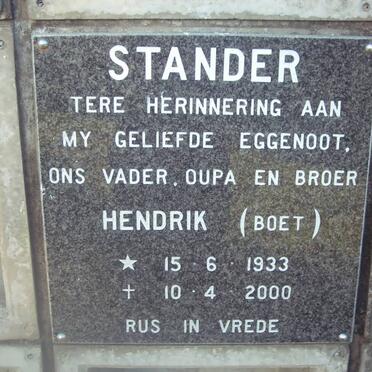 STANDER
TERE HERINNERING AAN
MY GELIEFDE EGGENOOT,
ONS VADER, OUPA EN BROER
HENDRIK (BOET)
★ 15·6·1933
† 10·4·2000
RUS IN VREDE